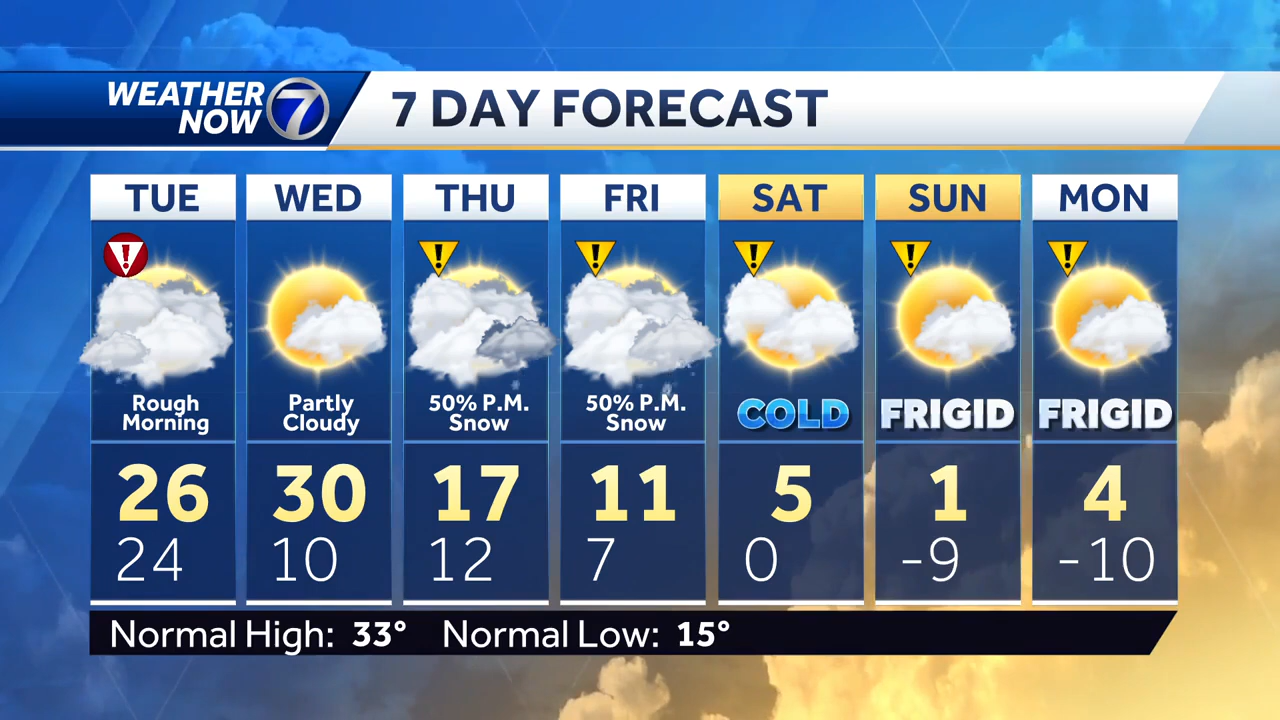 WEATHER
NOW 7
7 DAY FORECAST
TUE WED THU FRI SAT SUN MON
! ! ! ! ! !
Rough Partly 50% P.M. 50% P.M. COLD FRIGID FRIGID
Morning Cloudy Snow Snow
26 30 17 11 5 1 4
24 10 12 7 0 -9 -10
Normal High: 33° Normal Low: 15°